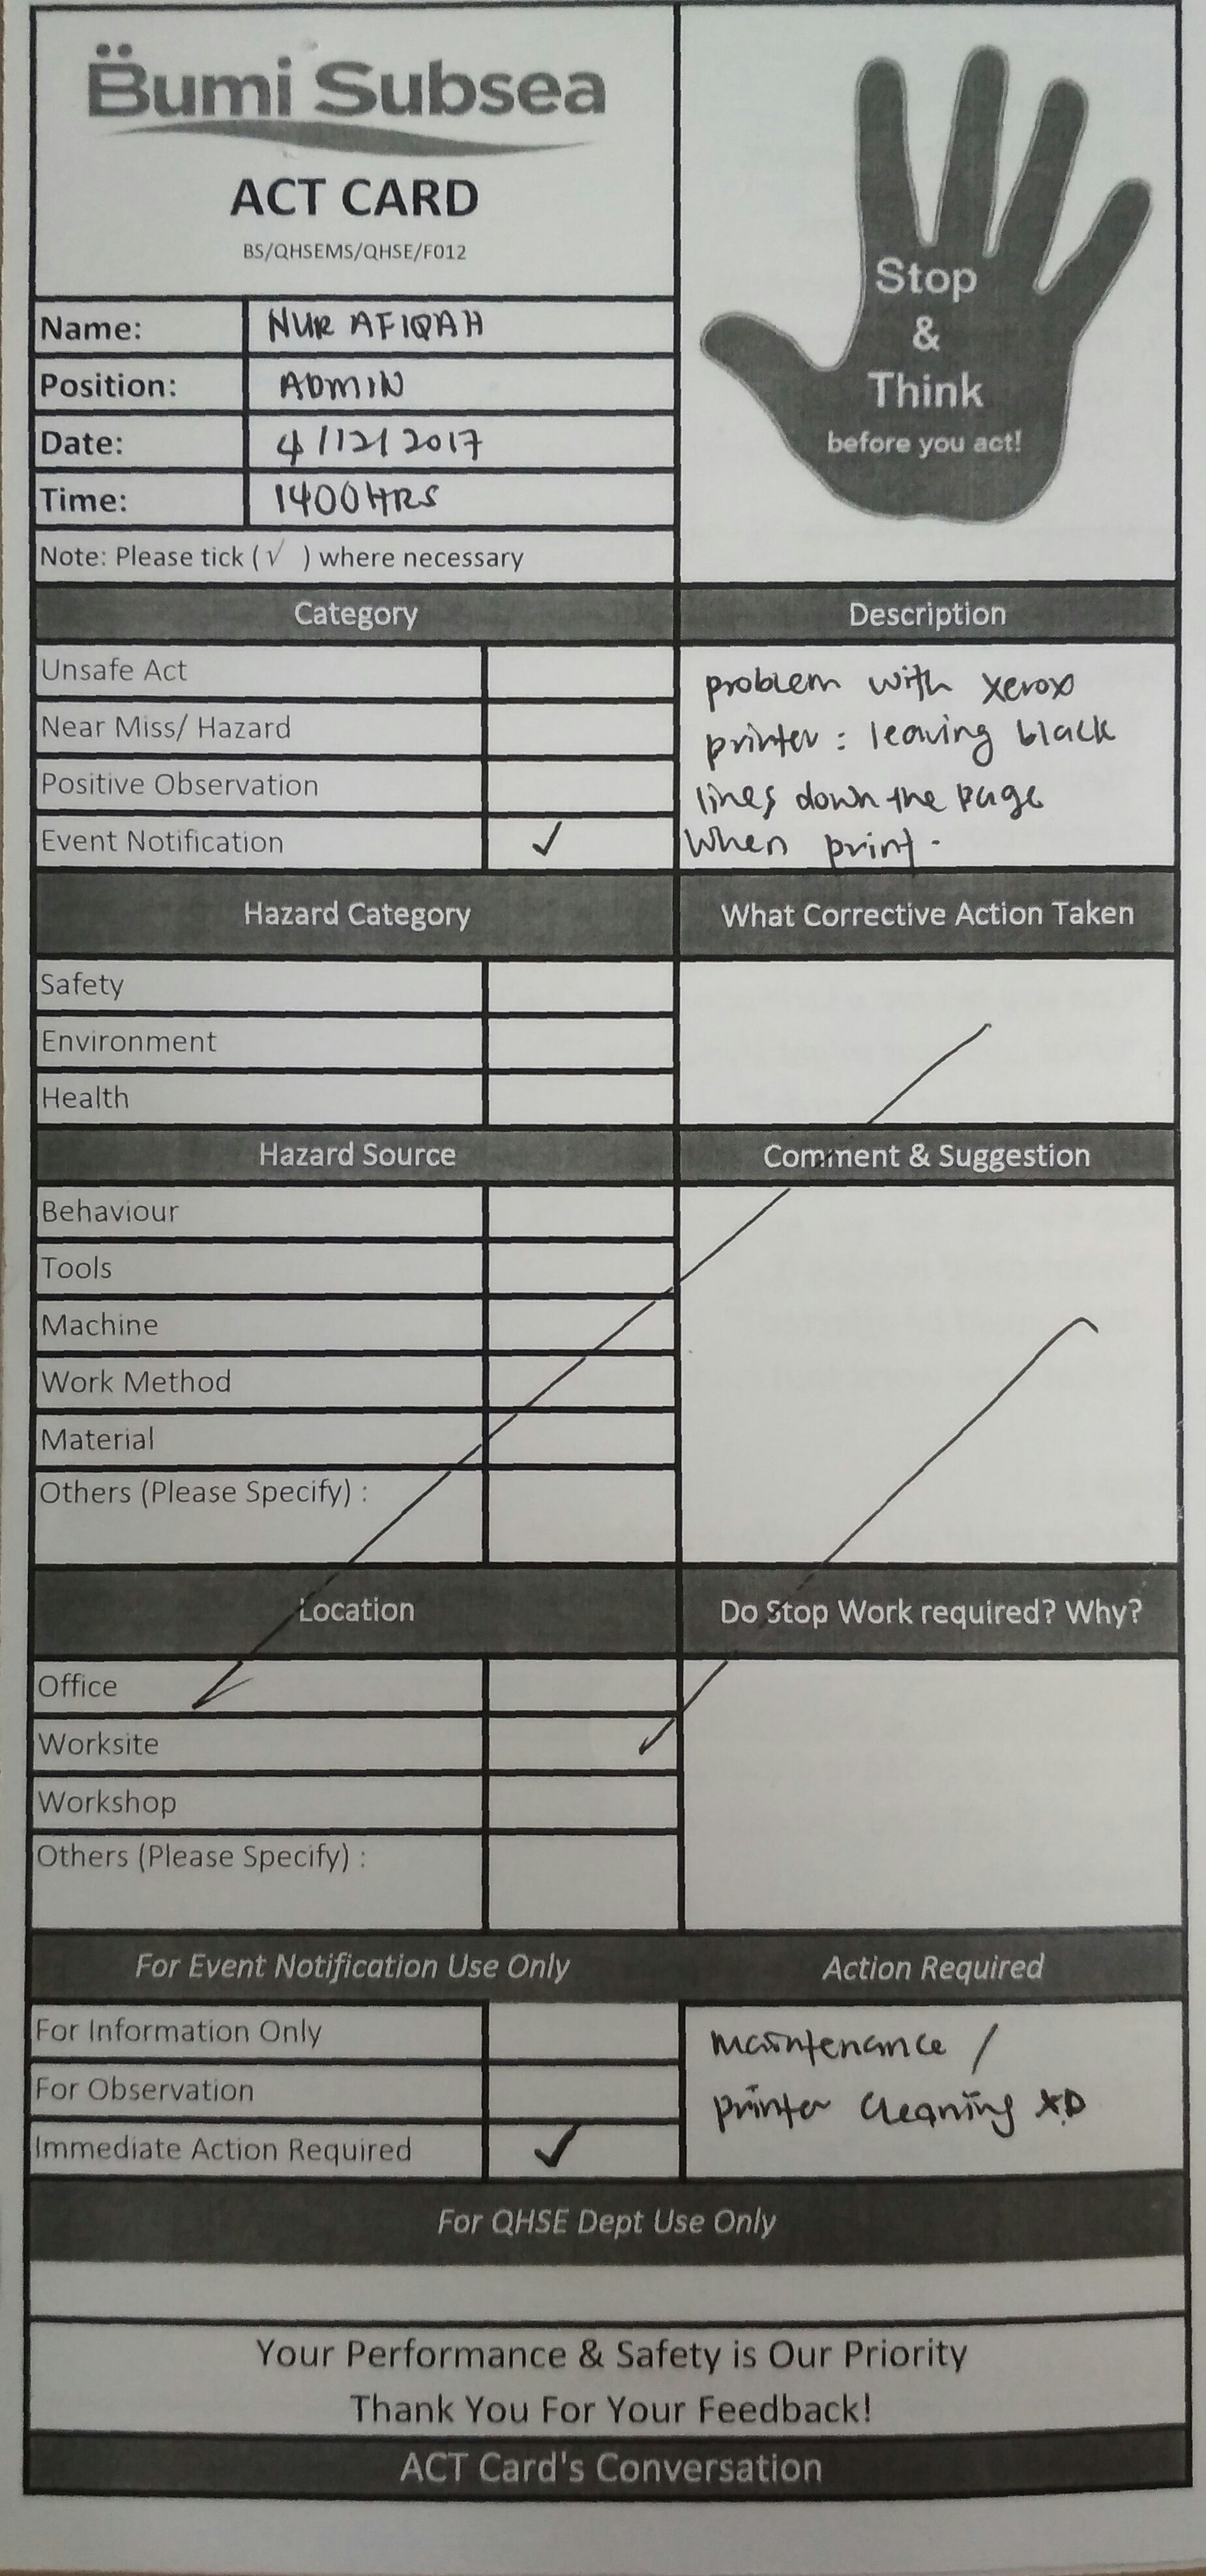 Bumi Subsea
ACT CARD
BS/QHSEMS/QHSE/F012
Stop
&
Think
before you act!
Name: NUR AFIQAH
Position: ADMIN
Date: 4/12/2017
Time: 1400HRS
Note: Please tick (√ ) where necessary
Category
Unsafe Act
Near Miss/ Hazard
Positive Observation
Event Notification ✓
Description
problem with xerox
printer : leaving black
lines down the page
when print.
Hazard Category
Safety
Environment
Health
What Corrective Action Taken
Hazard Source
Behaviour
Tools
Machine
Work Method
Material
Others (Please Specify) :
Comment & Suggestion
Location
Office
Worksite
Workshop
Others (Please Specify) :
Do Stop Work required? Why?
For Event Notification Use Only
For Information Only
For Observation
Immediate Action Required ✓
Action Required
maintenance /
printer cleaning XD
For QHSE Dept Use Only
Your Performance & Safety is Our Priority
Thank You For Your Feedback!
ACT Card's Conversation